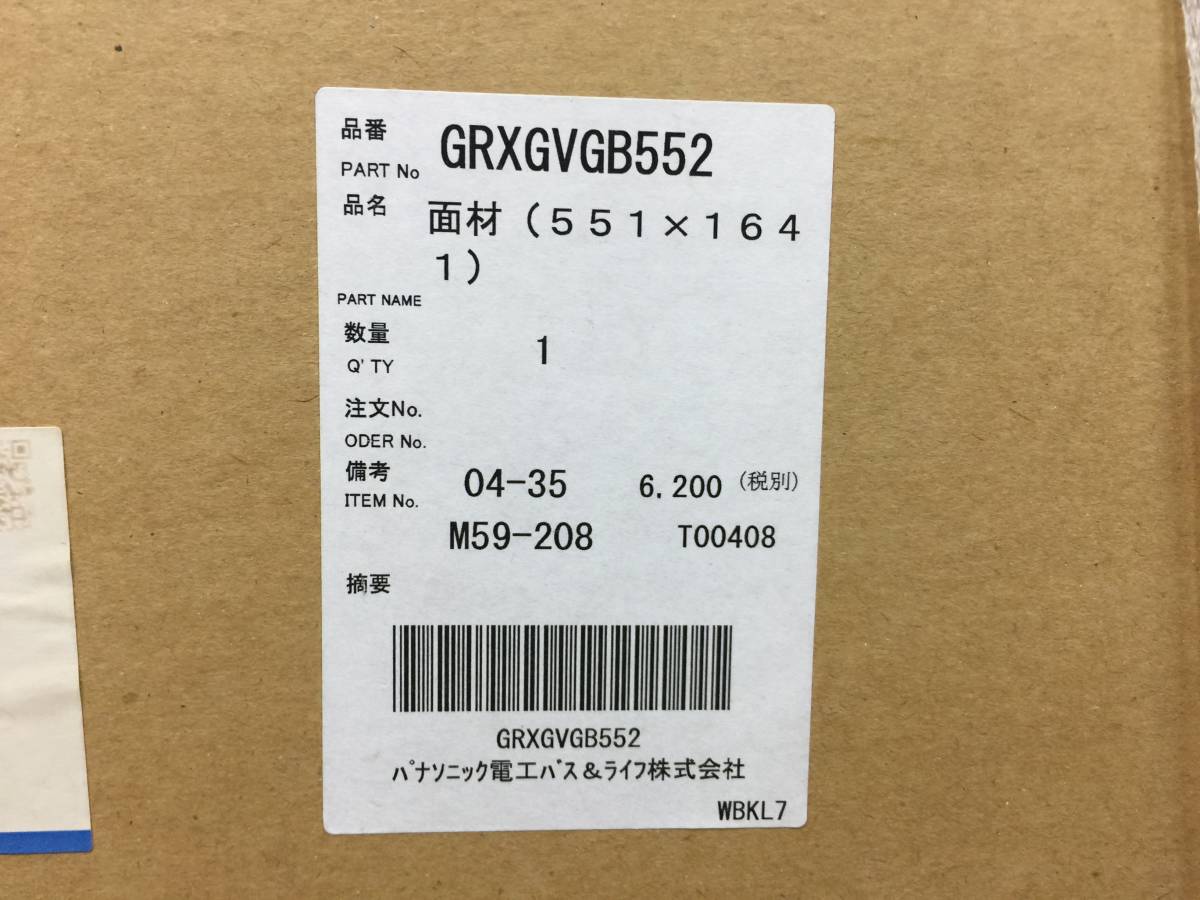 品番
PART No GRXGVGB552
品名 面材(551×164
1)
PART NAME
数量
Q'TY 1
注文No.
ODER No.
備考 04-35 6,200 (税別)
ITEM No.
M59-208 T00408
摘要
GRXGVGB552
パナソニック電工バス&ライフ株式会社
WBKL7